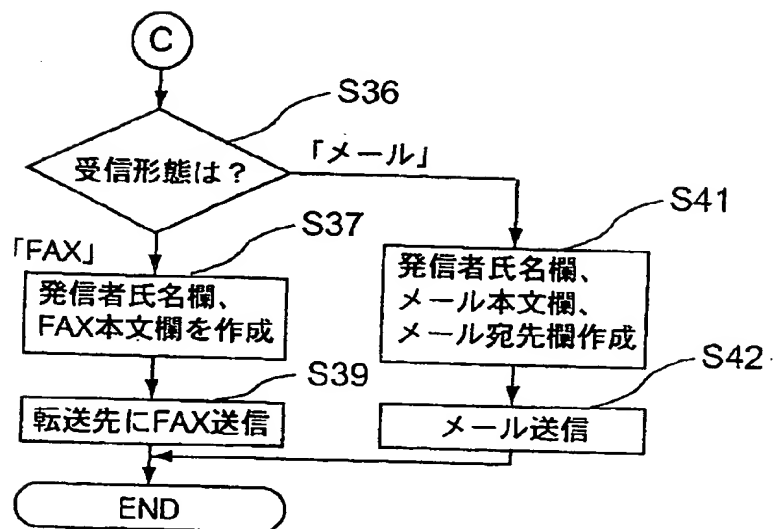 C
S36
受信形態は?
「メール」
S37
「FAX」
発信者氏名欄、
FAX本文欄を作成
S41
発信者氏名欄、
メール本文欄、
メール宛先欄作成
S39
転送先にFAX送信
S42
メール送信
END